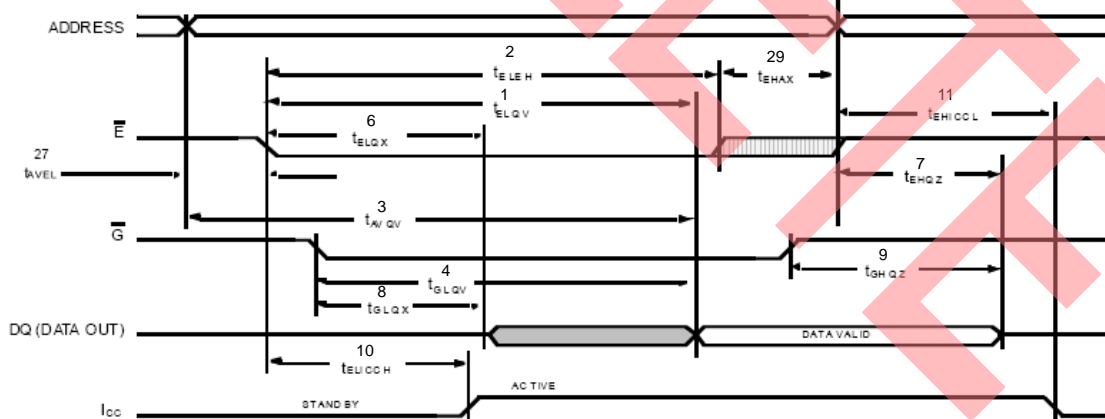 ADDRESS
2
tELEH
29
tEHAX
1
tELQV
11
tEHICCL
E
6
tELQX
27
tAVEL
7
tEHQZ
3
tAVQV
G
9
tGHQZ
4
tGLQV
8
tGLQX
DQ (DATA OUT)
DATA VALID
10
tELICCH
ACTIVE
STAND BY
ICC